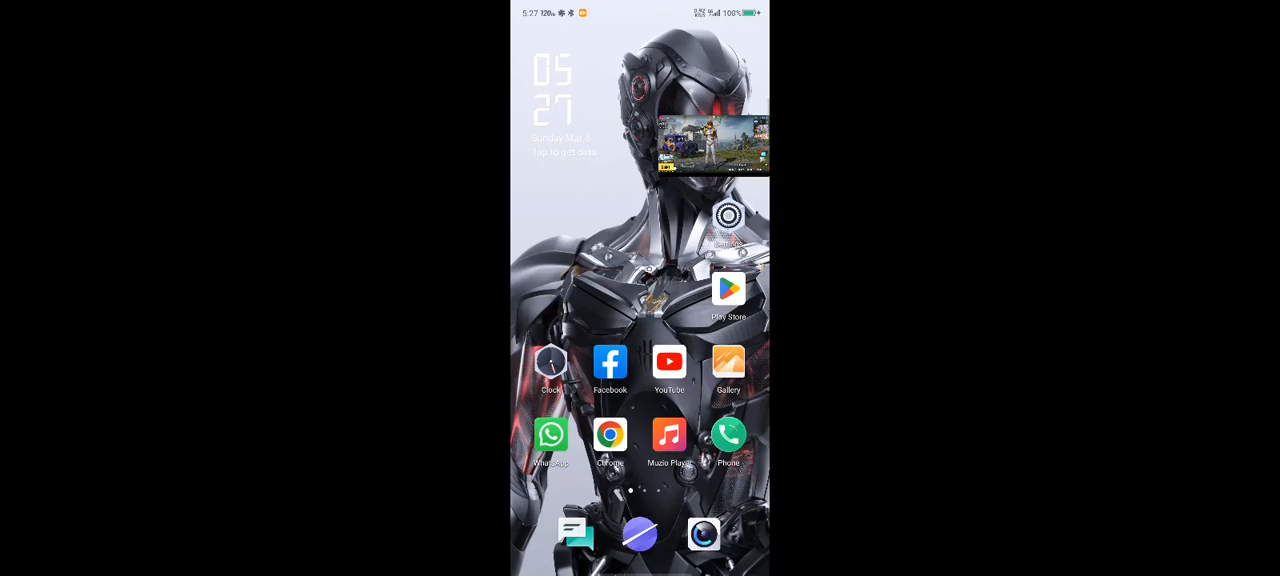 5:27
100%
05
27
Sunday Mar 5
Tap to get data
Settings
Play Store
Clock
Facebook
YouTube
Gallery
WhatsApp
Chrome
Muzio Player
Phone